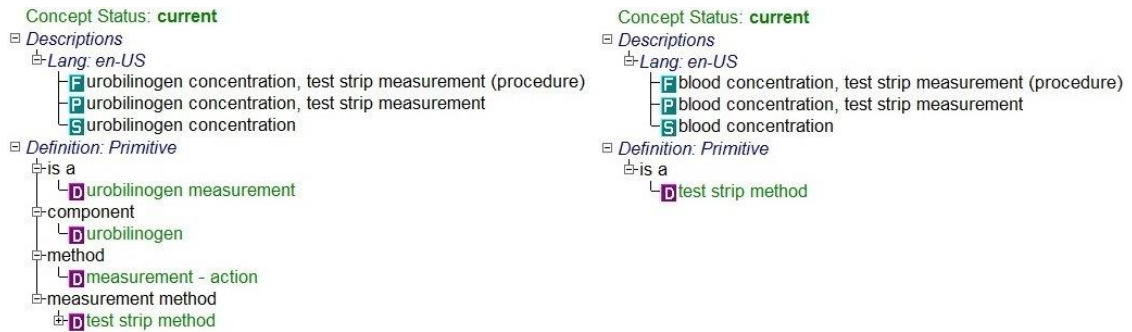 Concept Status: current
Descriptions
Lang: en-US
F urobilinogen concentration, test strip measurement (procedure)
P urobilinogen concentration, test strip measurement
S urobilinogen concentration
Definition: Primitive
is a
D urobilinogen measurement
component
D urobilinogen
method
D measurement - action
measurement method
D test strip method
Concept Status: current
Descriptions
Lang: en-US
F blood concentration, test strip measurement (procedure)
P blood concentration, test strip measurement
S blood concentration
Definition: Primitive
is a
D test strip method